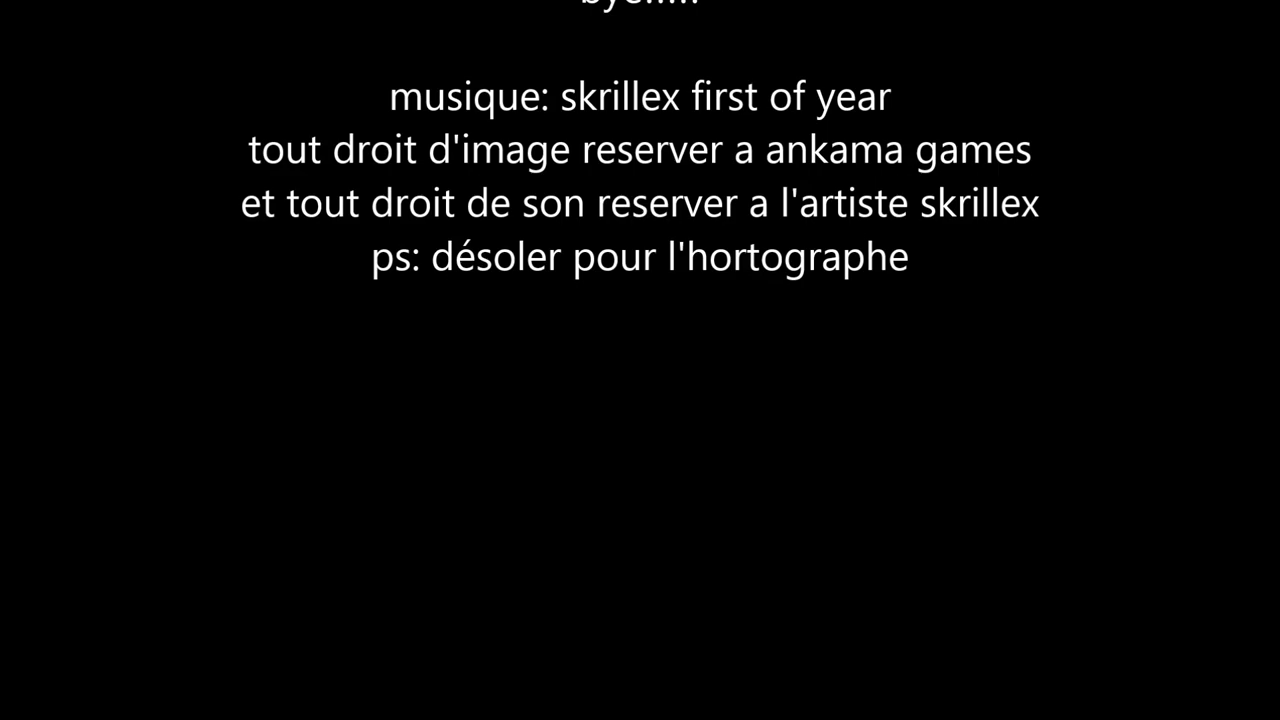 musique: skrillex first of year
tout droit d'image reserver a ankama games
et tout droit de son reserver a l'artiste skrillex
ps: désoler pour l'hortographe